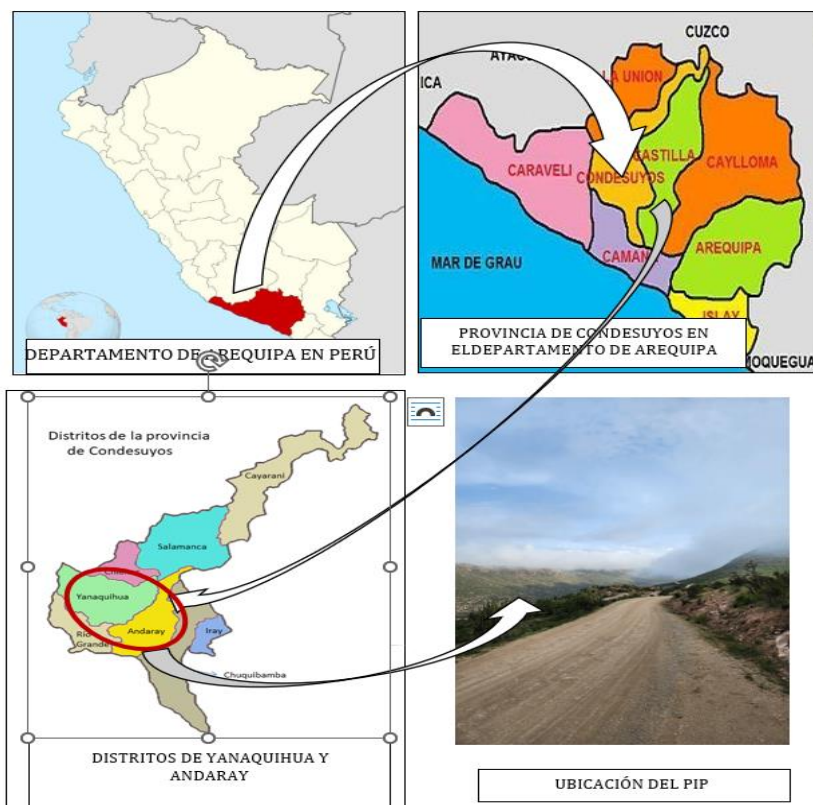 DEPARTAMENTO DE AREQUIPA EN PERÚ
CUZCO
ICA
LA UNION
CASTILLA
CARAVELI
CONDESUYOS
CAYLLOMA
MAR DE GRAU
CAMANA
AREQUIPA
ISLAY
MOQUEGUA
PROVINCIA DE CONDESUYOS EN
ELDEPARTAMENTO DE AREQUIPA
Distritos de la provincia
de Condesuyos
Cayarani
Salamanca
Yanaquihua
Andaray
Iray
Río
Grande
Chuquibamba
DISTRITOS DE YANAQUIHUA Y
ANDARAY
UBICACIÓN DEL PIP